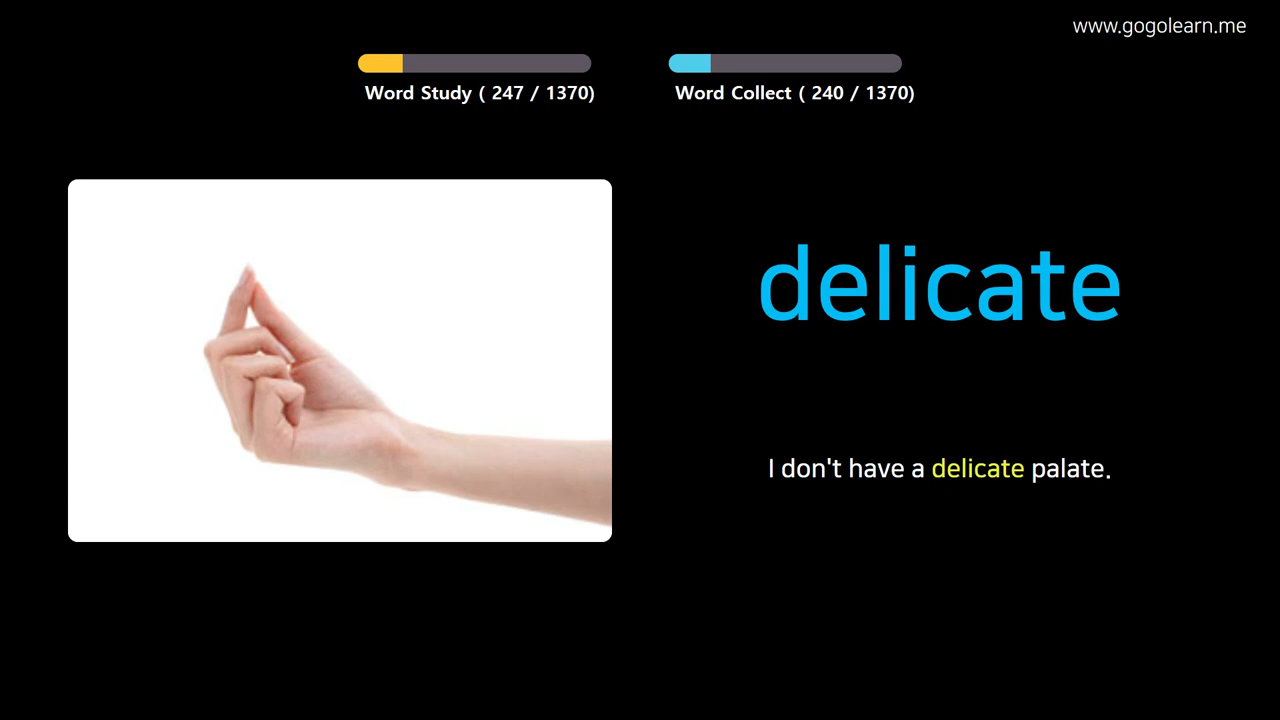 www.gogolearn.me
Word Study ( 247 / 1370)
Word Collect ( 240 / 1370)
delicate
I don't have a delicate palate.